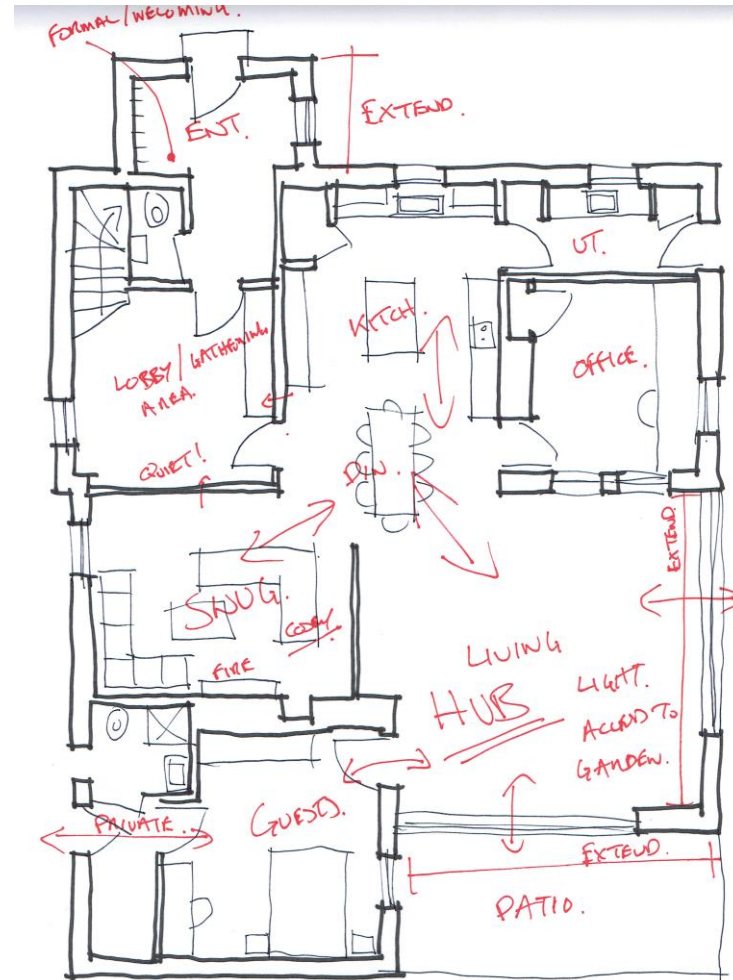 FORMAL/WELCOMING.
ENT.
EXTEND.
UT.
KITCH.
OFFICE.
LOBBY/GATHERING
AREA.
QUIET!
DIN.
EXTEND.
SNUG.
COSY
FIRE
LIVING
HUB
LIGHT.
ACCESS TO
GARDEN.
PRIVATE.
GUESTS.
EXTEND.
PATIO.